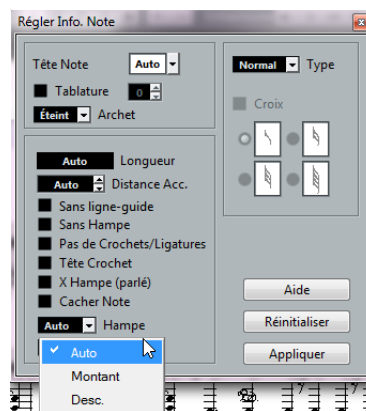 Régler Info. Note
Tête Note Auto
Tablature 0
Éteint Archet
Normal Type
Croix
Auto Longueur
Auto Distance Acc.
Sans ligne-guide
Sans Hampe
Pas de Crochets/Ligatures
Tête Crochet
X Hampe (parlé)
Cacher Note
Auto Hampe
Auto
Montant
Desc.
Aide
Réinitialiser
Appliquer